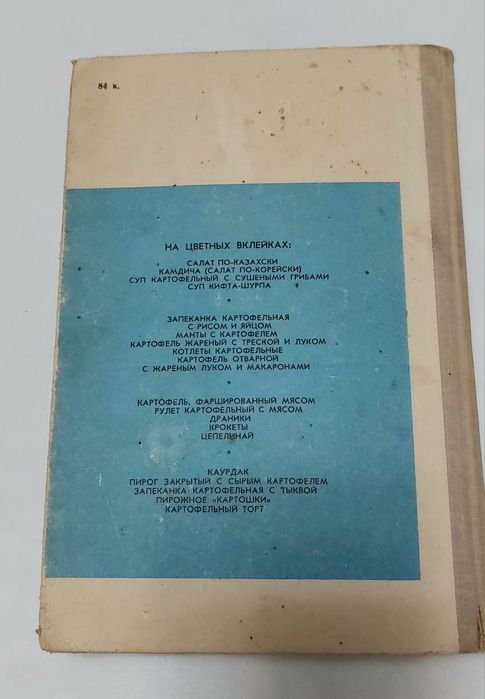 84 к.
НА ЦВЕТНЫХ ВКЛЕЙКАХ:
САЛАТ ПО-КАЗАХСКИ
КАМДИЧА (САЛАТ ПО-КОРЕЙСКИ)
СУП КАРТОФЕЛЬНЫЙ С СУШЕНЫМИ ГРИБАМИ
СУП КИФТА-ШУРПА
ЗАПЕКАНКА КАРТОФЕЛЬНАЯ
С РИСОМ И ЯЙЦОМ
МАНТЫ С КАРТОФЕЛЕМ
КАРТОФЕЛЬ ЖАРЕНЫЙ С ТРЕСКОЙ И ЛУКОМ
КОТЛЕТЫ КАРТОФЕЛЬНЫЕ
КАРТОФЕЛЬ ОТВАРНОЙ
С ЖАРЕНЫМ ЛУКОМ И МАКАРОНАМИ
КАРТОФЕЛЬ, ФАРШИРОВАННЫЙ МЯСОМ
РУЛЕТ КАРТОФЕЛЬНЫЙ С МЯСОМ
ДРАНИКИ
КРОКЕТЫ
ЦЕПЕЛИНАЙ
КАУРДАК
ПИРОГ ЗАКРЫТЫЙ С СЫРЫМ КАРТОФЕЛЕМ
ЗАПЕКАНКА КАРТОФЕЛЬНАЯ С ТЫКВОЙ
ПИРОЖНОЕ «КАРТОШКИ»
КАРТОФЕЛЬНЫЙ ТОРТ